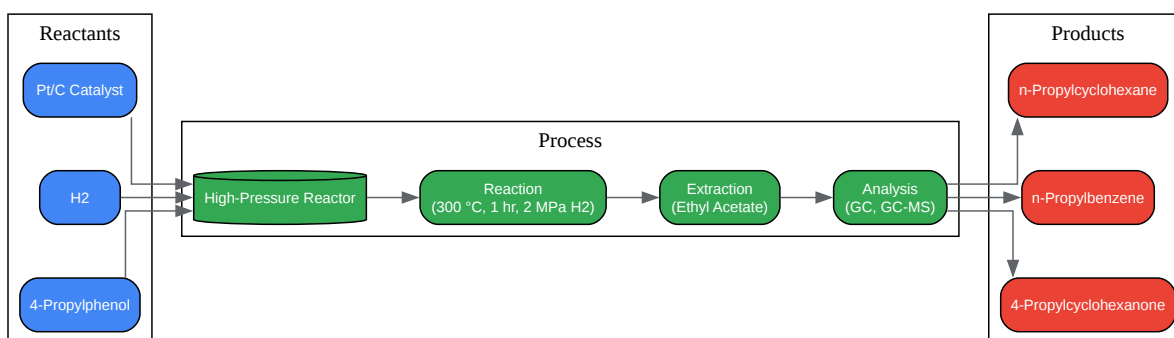 Reactants
Pt/C Catalyst
H2
4-Propylphenol
Process
High-Pressure Reactor
Reaction
(300 °C, 1 hr, 2 MPa H2)
Extraction
(Ethyl Acetate)
Analysis
(GC, GC-MS)
Products
n-Propylcyclohexane
n-Propylbenzene
4-Propylcyclohexanone